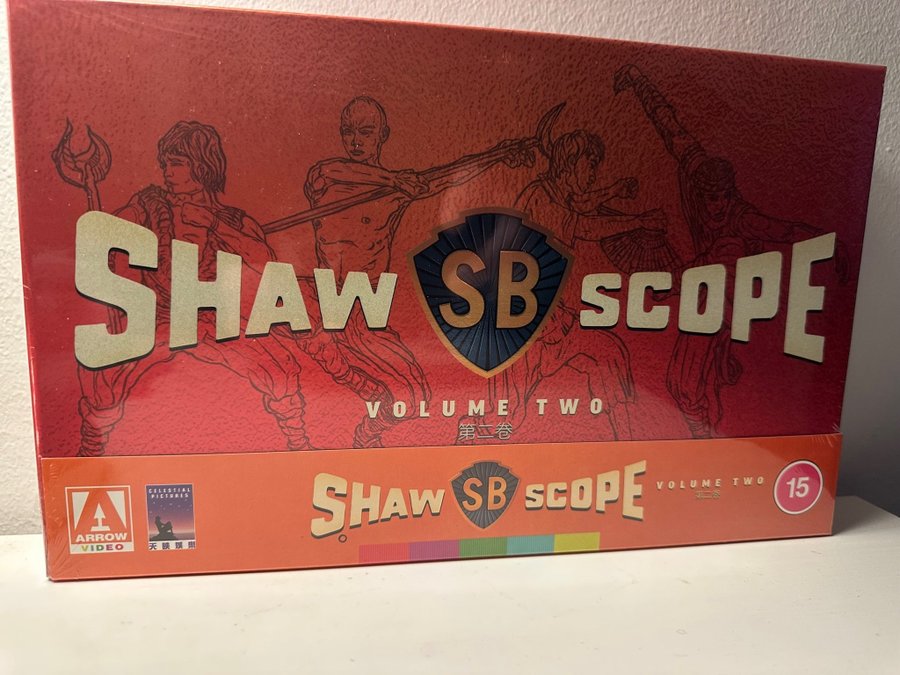 SHAW SB SCOPE
VOLUME TWO
第二卷
SHAW SB SCOPE
VOLUME TWO
第二卷
15
ARROW
VIDEO
CELESTIAL
PICTURES
天映娛樂